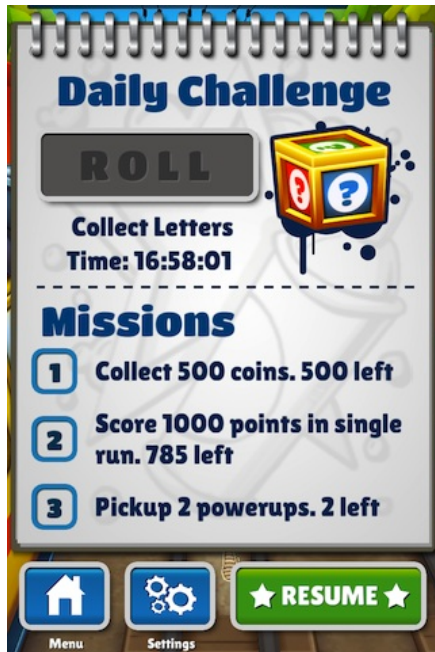 Daily Challenge
ROLL
?
?
?
Collect Letters
Time: 16:58:01
Missions
1
Collect 500 coins. 500 left
2
Score 1000 points in single
run. 785 left
3
Pickup 2 powerups. 2 left
RESUME
Menu
Settings